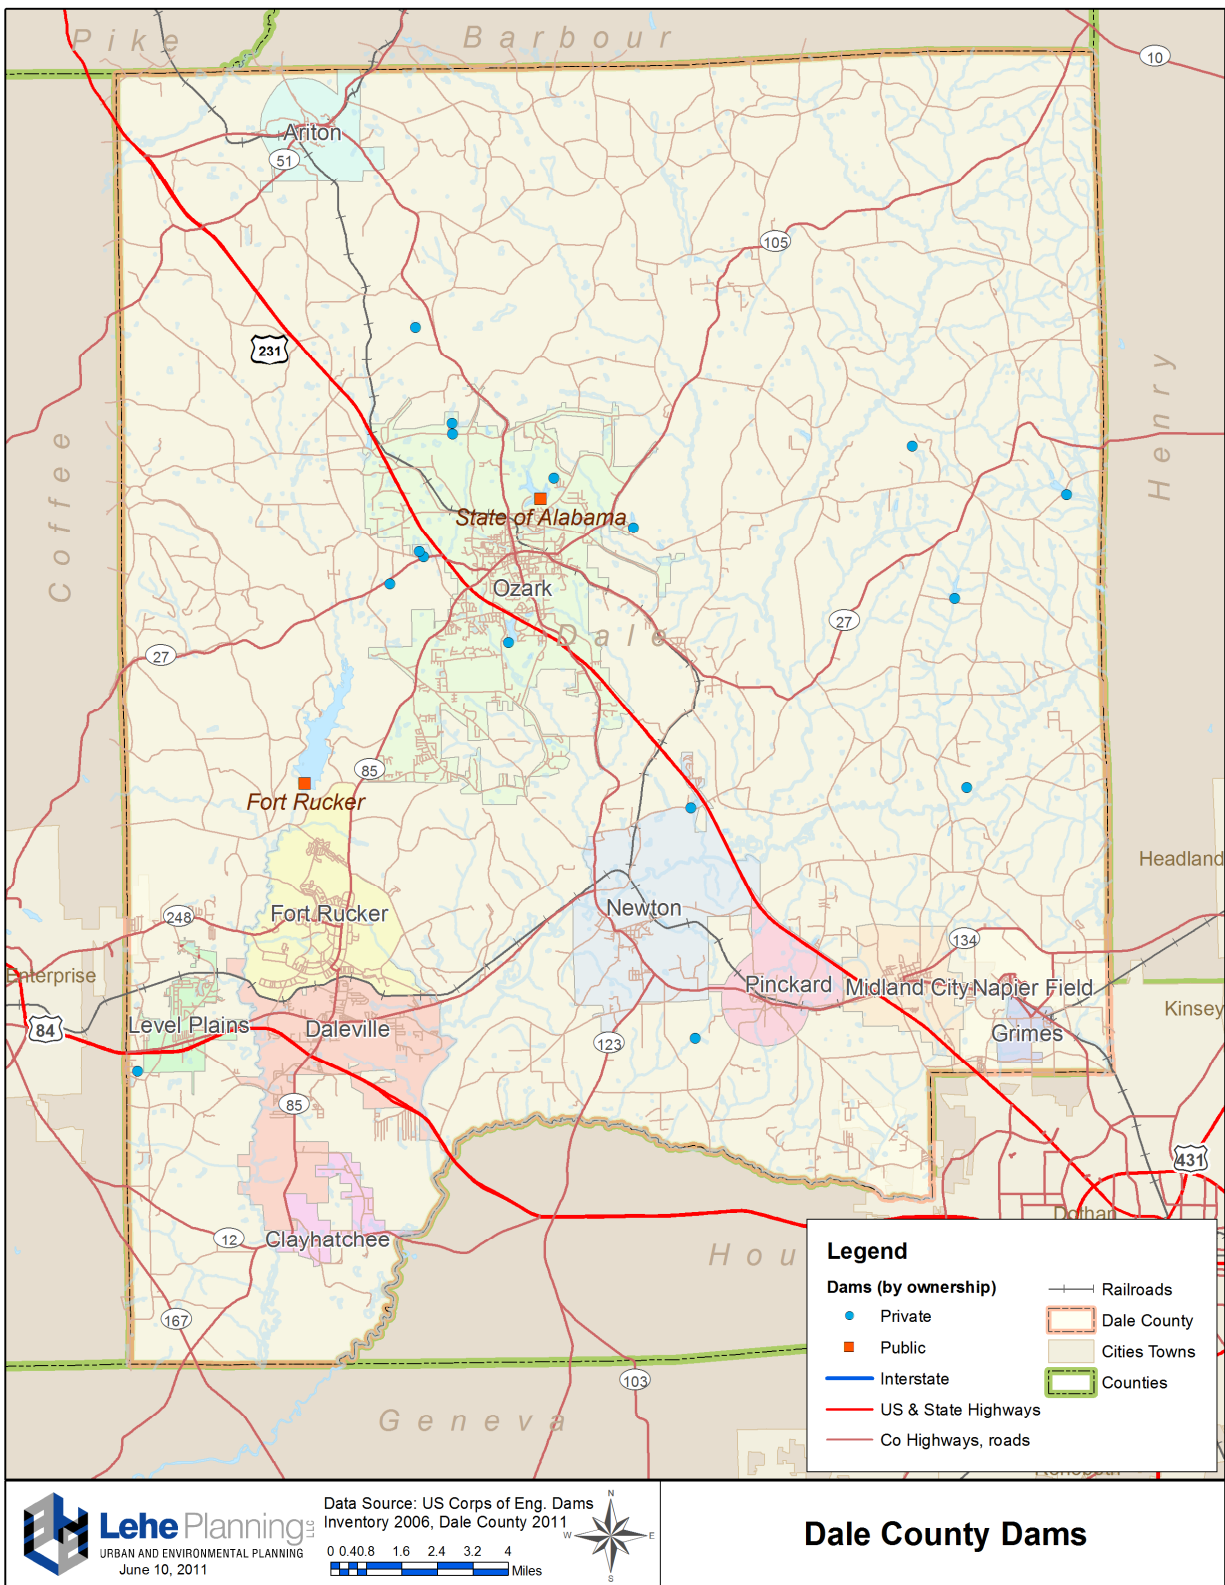 Pike
Barbour
10
Ariton
51
105
231
Henry
Coffee
State of Alabama
Ozark
Dale
27
27
85
Fort Rucker
Headland
248
Fort Rucker
Newton
134
Enterprise
Pinckard
Midland City
Napier Field
Kinsey
84
Level Plains
Daleville
Grimes
123
85
431
Dothan
12
Clayhatchee
Hou
167
103
Geneva
Legend
Dams (by ownership)
Private
Public
Interstate
US & State Highways
Co Highways, roads
Railroads
Dale County
Cities Towns
Counties
Lehe Planning LLC
URBAN AND ENVIRONMENTAL PLANNING
June 10, 2011
Data Source: US Corps of Eng. Dams
Inventory 2006, Dale County 2011
0 0.40.8 1.6 2.4 3.2 4
Miles
N
W E
S
Dale County Dams